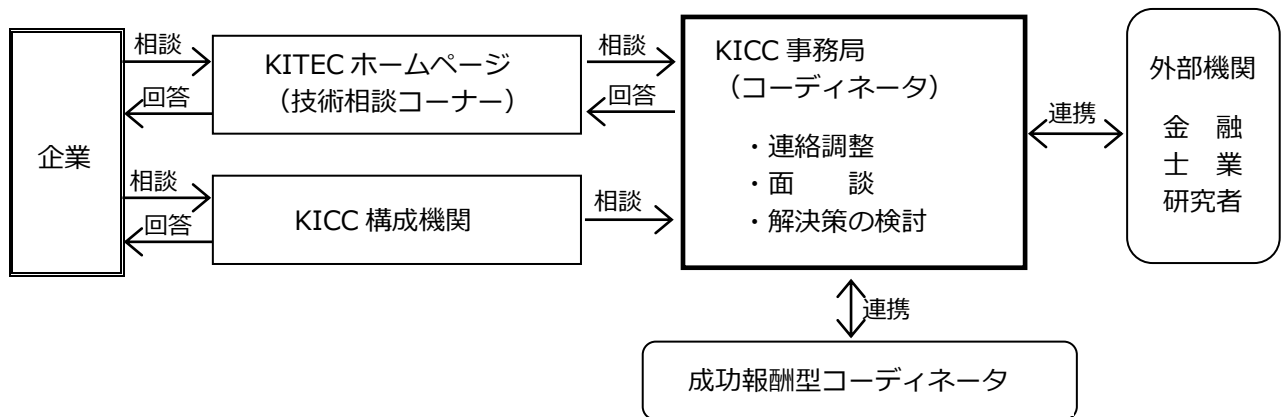 企業
相談
回答
KITEC ホームページ
（技術相談コーナー）
相談
回答
相談
回答
KICC 構成機関
相談
KICC 事務局
（コーディネータ）
・連絡調整
・面　　談
・解決策の検討
連携
外部機関
金　融
士　業
研究者
連携
成功報酬型コーディネータ